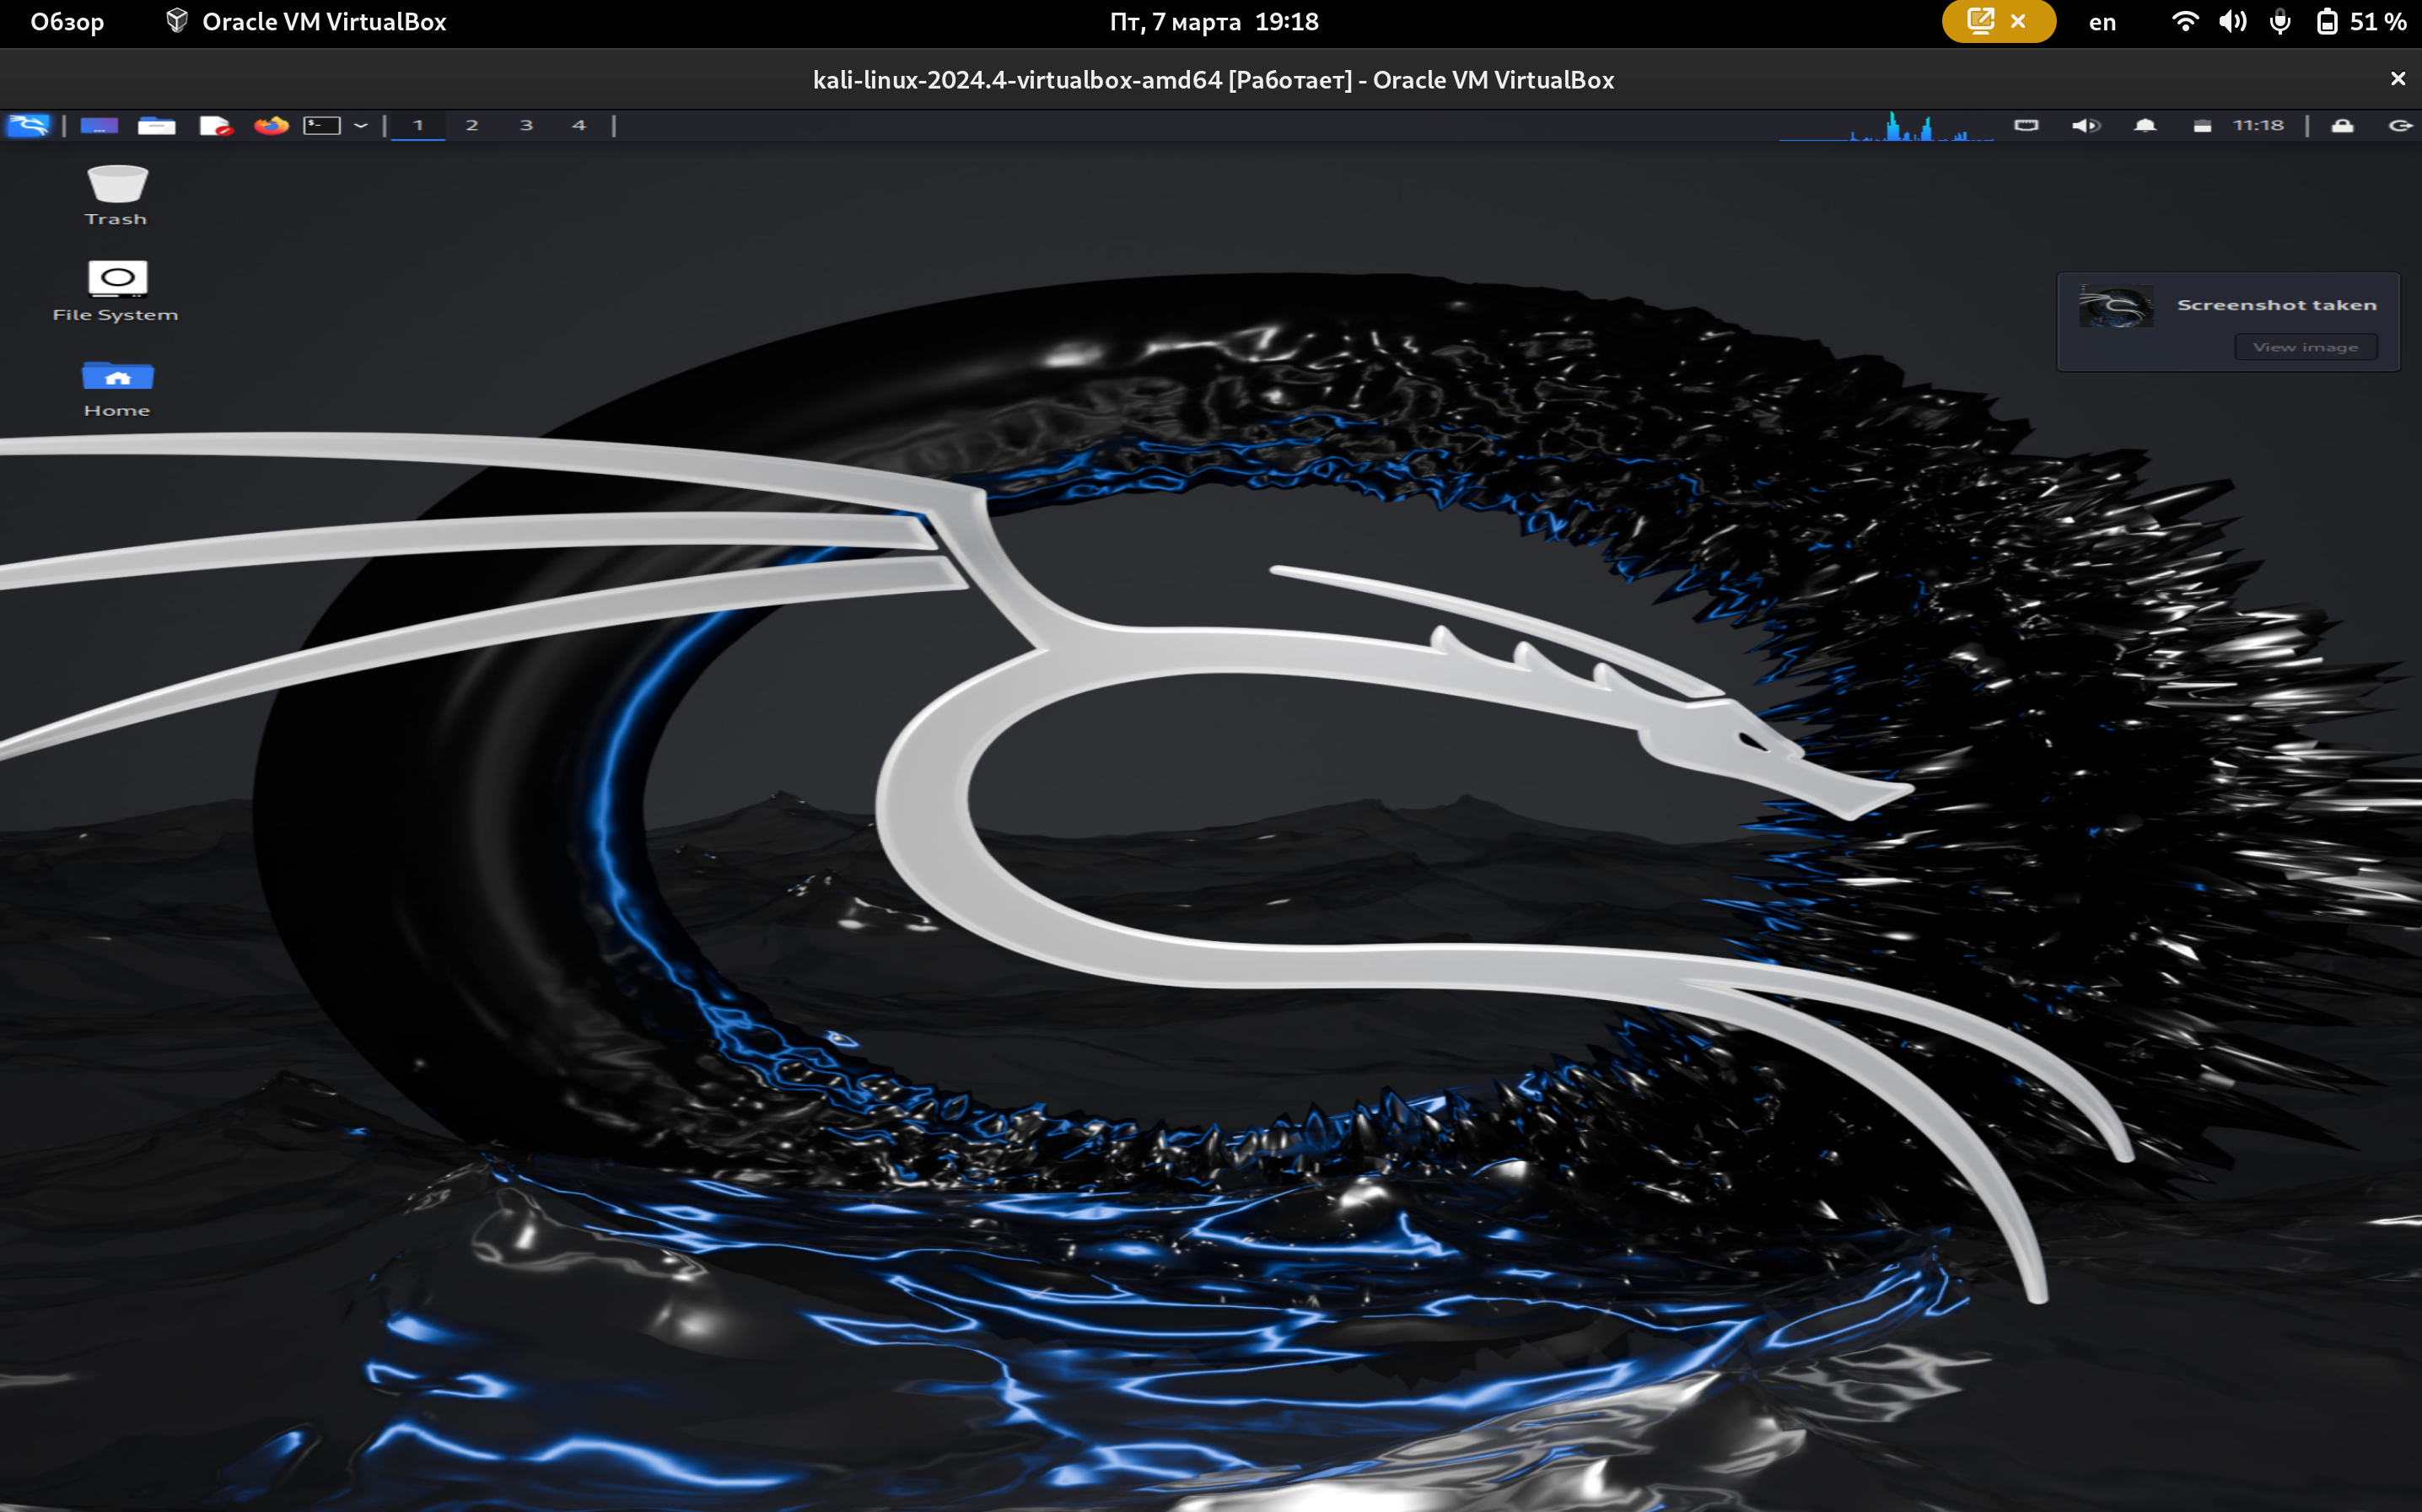 Обзор Oracle VM VirtualBox Пт, 7 марта 19:18 en 51 %
kali-linux-2024.4-virtualbox-amd64 [Работает] - Oracle VM VirtualBox
1 2 3 4 11:18
Trash
File System
Home
Screenshot taken
View image